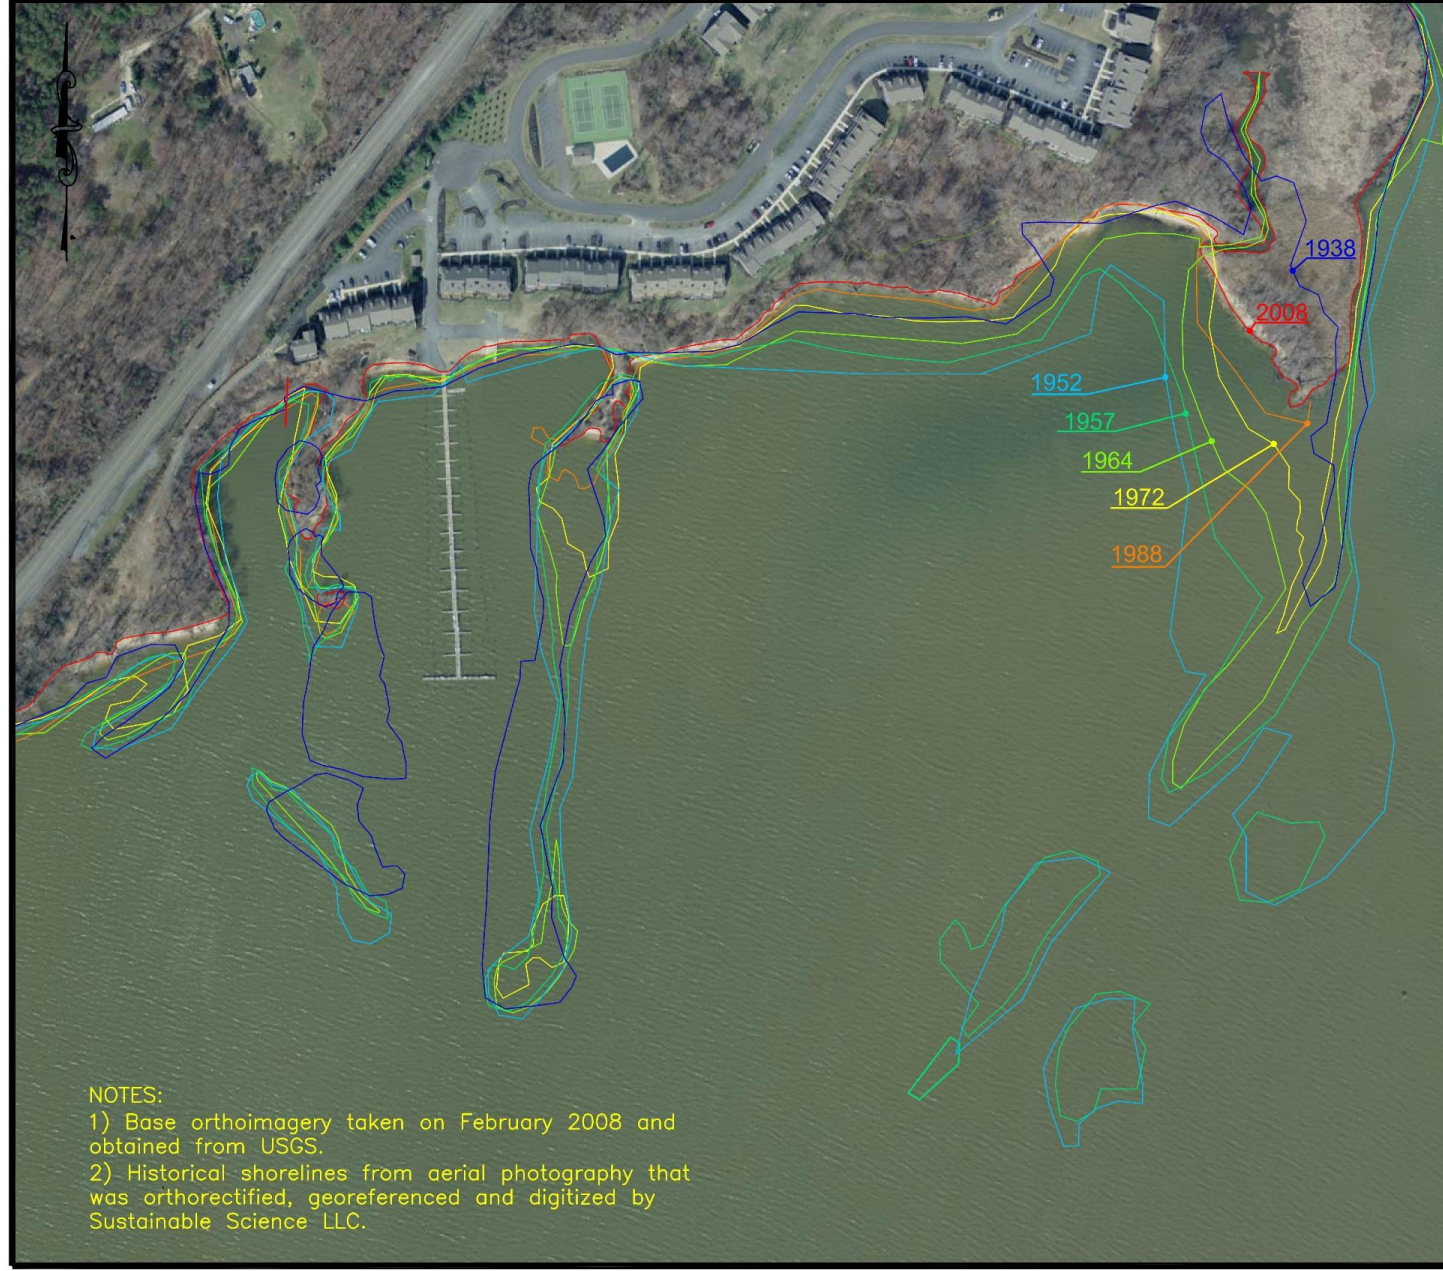 1938
2008
1952
1957
1964
1972
1988
NOTES:
1) Base orthoimagery taken on February 2008 and
obtained from USGS.
2) Historical shorelines from aerial photography that
was orthorectified, georeferenced and digitized by
Sustainable Science LLC.